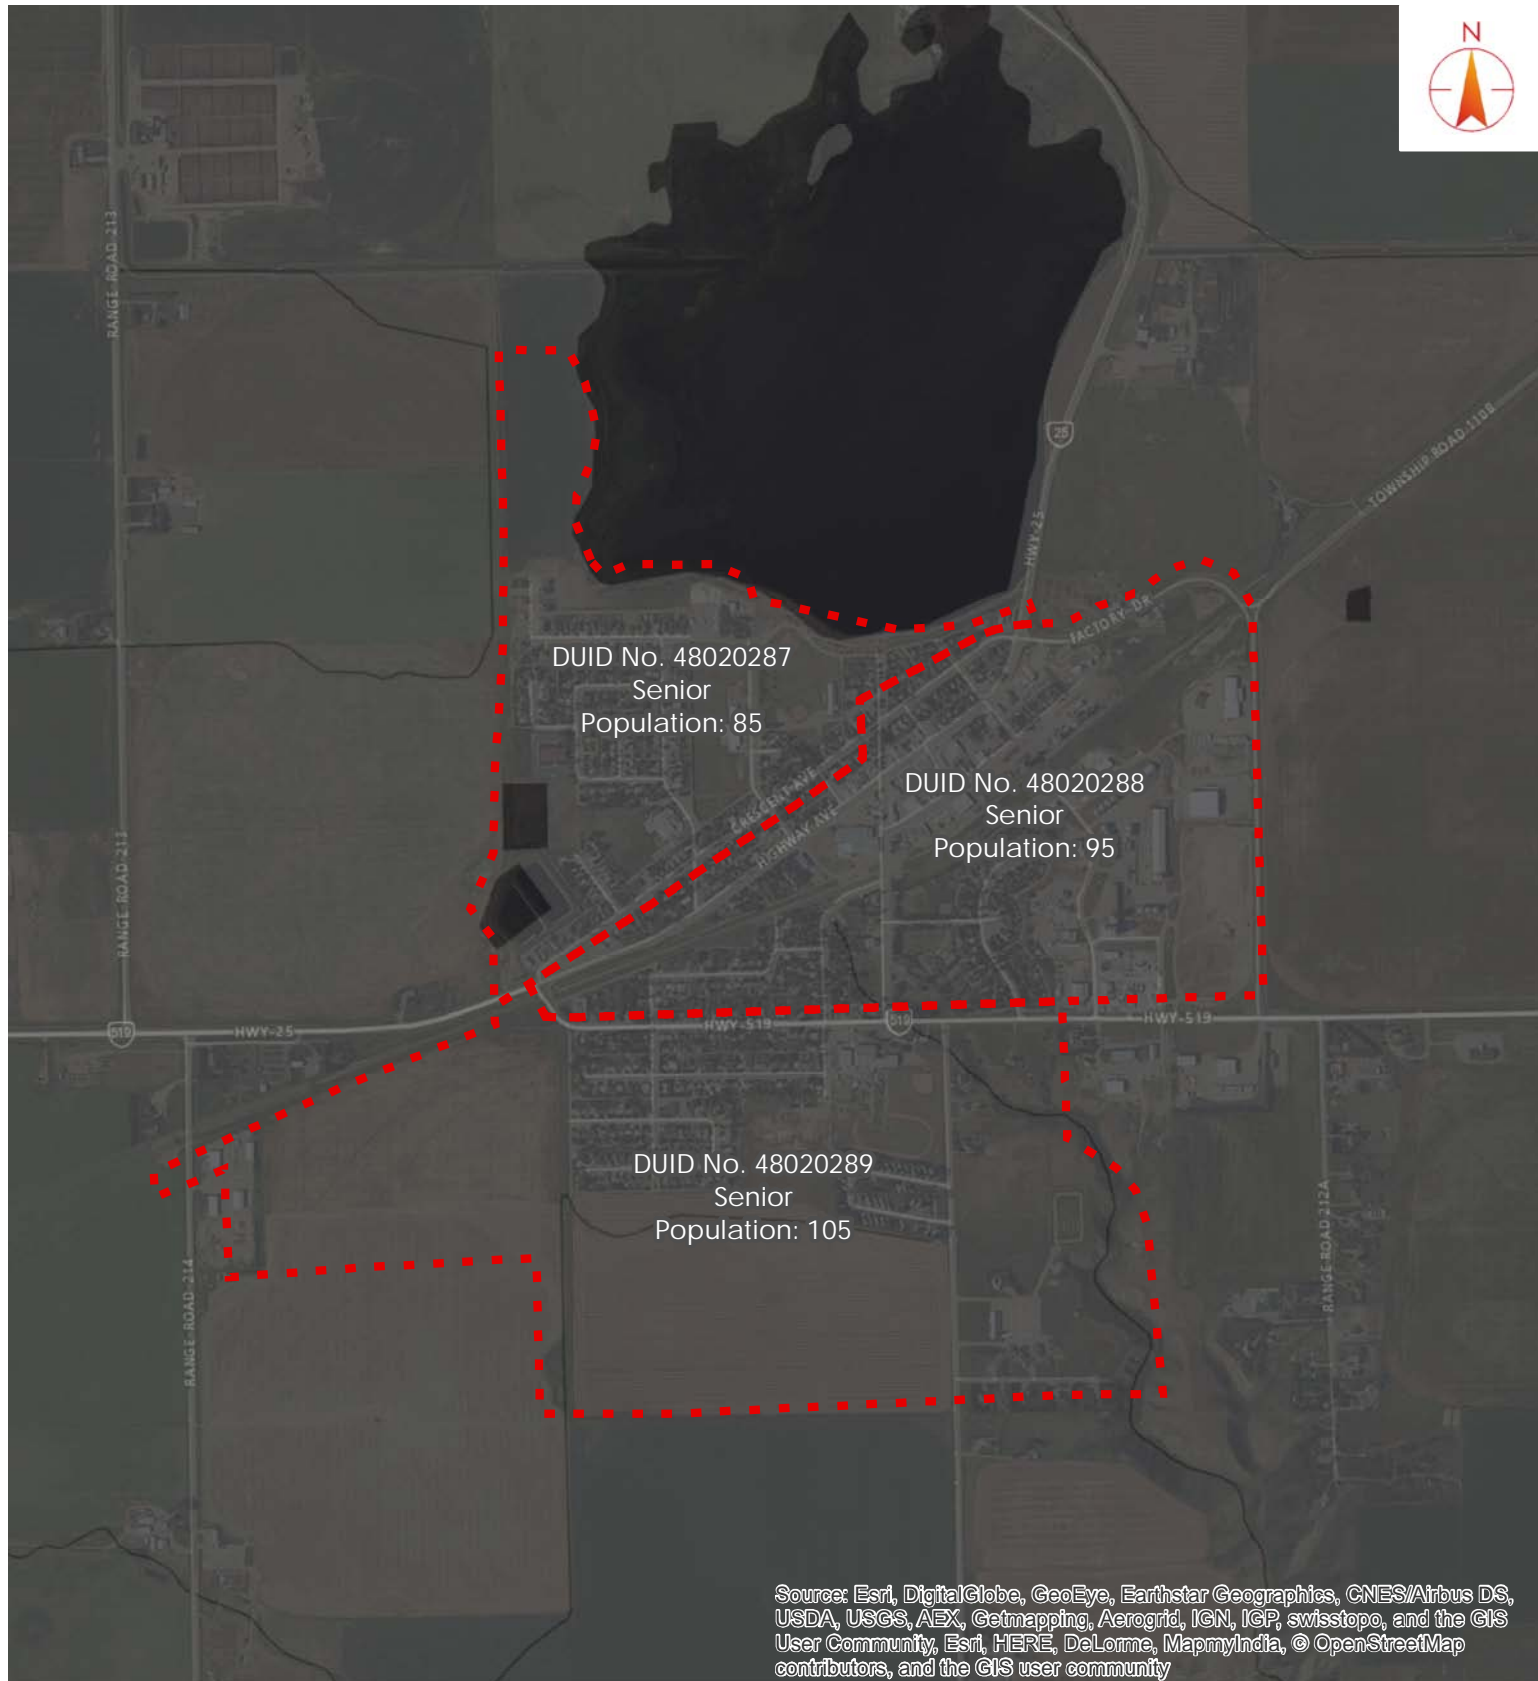 N
RANGE ROAD 213
25
TOWNSHIP ROAD 110B
HWY-25
FACTORY DR
DUID No. 48020287
Senior
Population: 85
CRESCENT AVE
HIGHWAY AVE
DUID No. 48020288
Senior
Population: 95
RANGE ROAD 213
519
HWY-25
HWY-519
519
HWY-519
DUID No. 48020289
Senior
Population: 105
RANGE ROAD 212A
RANGE ROAD 214
Source: Esri, DigitalGlobe, GeoEye, Earthstar Geographics, CNES/Airbus DS,
USDA, USGS, AEX, Getmapping, Aerogrid, IGN, IGP, swisstopo, and the GIS
User Community, Esri, HERE, DeLorme, MapmyIndia, © OpenStreetMap
contributors, and the GIS user community